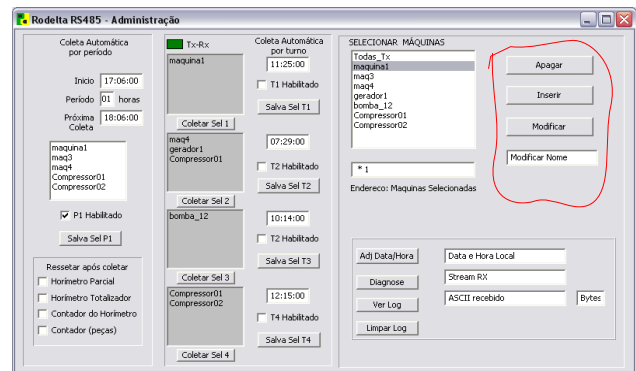 Rodelta RS485 - Administração
Coleta Automática
por período
Inicio 17:06:00
Período 01 horas
Próxima
Coleta 18:06:00
maquina1
maq3
maq4
Compressor01
Compressor02
P1 Habilitado
Salva Sel P1
Ressetar após coletar
Horímetro Parcial
Horímetro Totalizador
Contador do Horímetro
Contador (peças)
Tx-Rx
maquina1
Coletar Sel 1
maq4
gerador1
Compressor01
Coletar Sel 2
bomba_12
Coletar Sel 3
Compressor01
Compressor02
Coletar Sel 4
Coleta Automática
por turno
11:25:00
T1 Habilitado
Salva Sel T1
07:29:00
T2 Habilitado
Salva Sel T2
10:14:00
T2 Habilitado
Salva Sel T3
12:15:00
T4 Habilitado
Salva Sel T4
SELECIONAR MÁQUINAS
Todas_Tx
maquina1
maq3
maq4
gerador1
bomba_12
Compressor01
Compressor02
* 1
Endereco: Maquinas Selecionadas
Apagar
Inserir
Modificar
Modificar Nome
Adj Data/Hora
Data e Hora Local
Diagnose
Stream RX
Ver Log
ASCII recebido
Bytes
Limpar Log